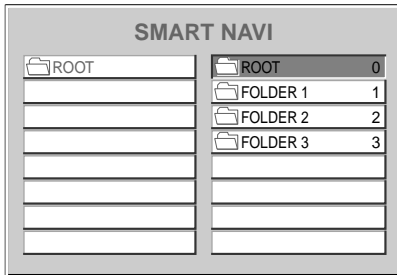 SMART NAVI
ROOT ROOT 0
FOLDER 1 1
FOLDER 2 2
FOLDER 3 3